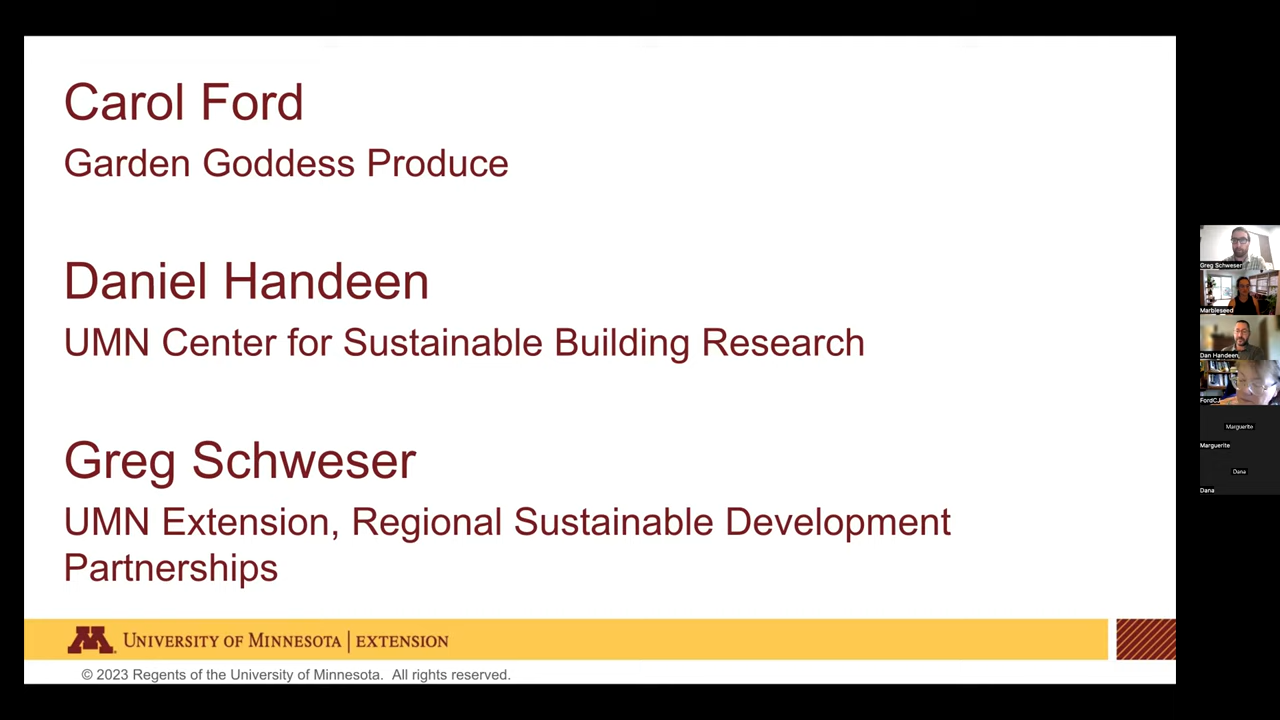 Carol Ford
Garden Goddess Produce
Daniel Handeen
UMN Center for Sustainable Building Research
Greg Schweser
UMN Extension, Regional Sustainable Development
Partnerships
UNIVERSITY OF MINNESOTA | EXTENSION
© 2023 Regents of the University of Minnesota. All rights reserved.
Greg Schweser
Marbleseed
Dan Handeen
FordCJ
Marguerite
Marguerite
Dana
Dana